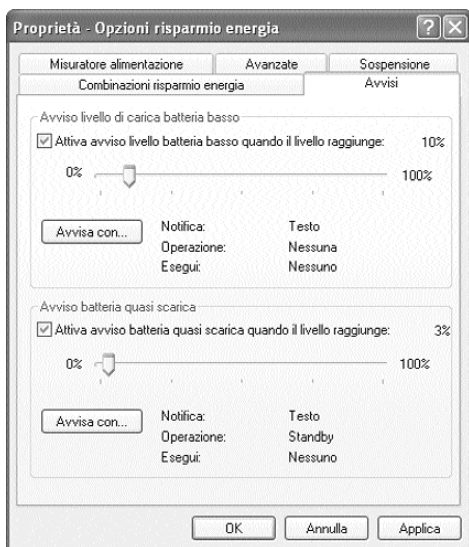 Proprietà - Opzioni risparmio energia
Misuratore alimentazione Avanzate Sospensione
Combinazioni risparmio energia Avvisi
Avviso livello di carica batteria basso
Attiva avviso livello batteria basso quando il livello raggiunge: 10%
0% 100%
Avvisa con... Notifica: Testo
Operazione: Nessuna
Esegui: Nessuno
Avviso batteria quasi scarica
Attiva avviso batteria quasi scarica quando il livello raggiunge: 3%
0% 100%
Avvisa con... Notifica: Testo
Operazione: Standby
Esegui: Nessuno
OK Annulla Applica